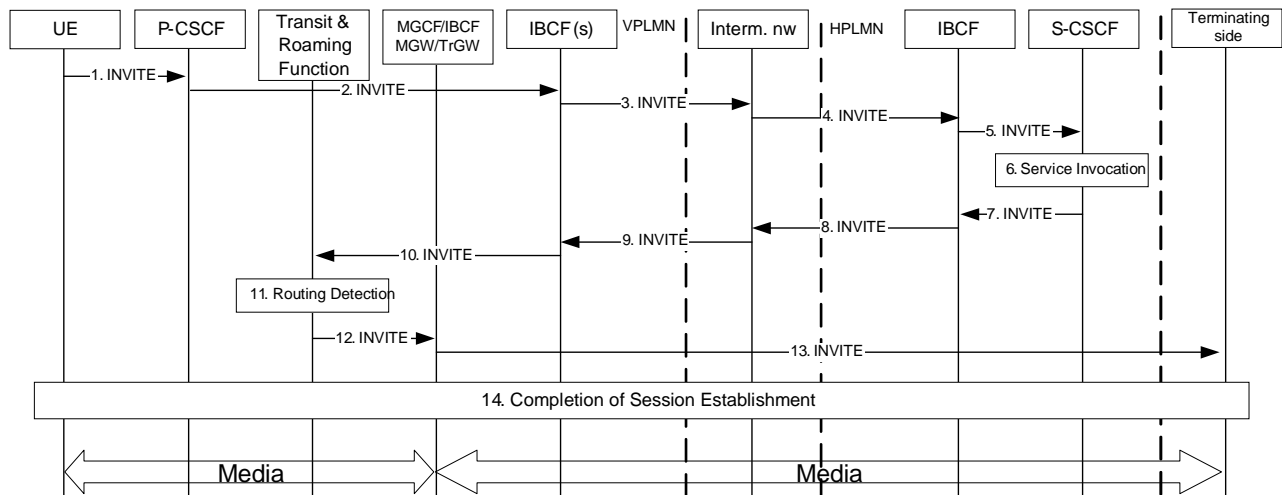 UE
P-CSCF
Transit &
Roaming
Function
MGCF/IBCF
MGW/TrGW
IBCF(s)
VPLMN
Interm. nw
HPLMN
IBCF
S-CSCF
Terminating
side
1. INVITE
2. INVITE
3. INVITE
4. INVITE
5. INVITE
6. Service Invocation
7. INVITE
8. INVITE
9. INVITE
10. INVITE
11. Routing Detection
12. INVITE
13. INVITE
14. Completion of Session Establishment
Media
Media